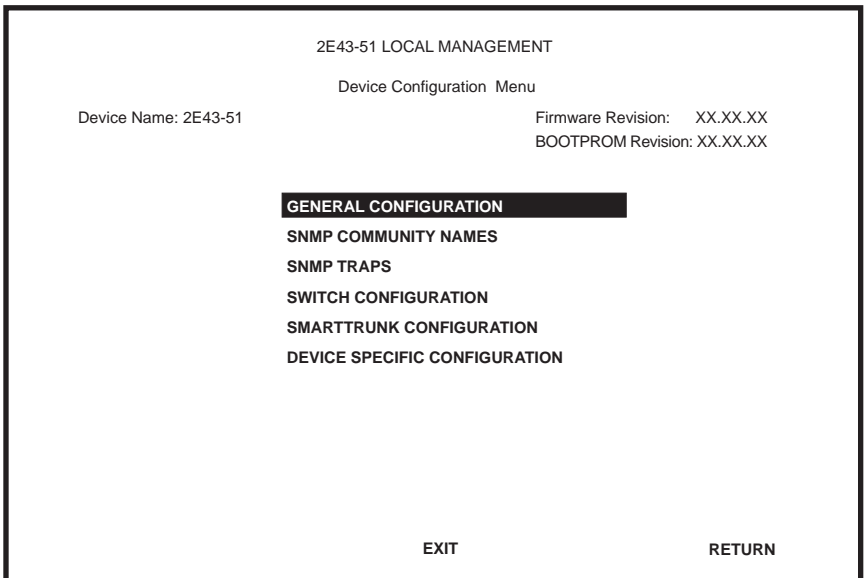 2E43-51 LOCAL MANAGEMENT
Device Configuration Menu
Device Name: 2E43-51
Firmware Revision: XX.XX.XX
BOOTPROM Revision: XX.XX.XX
GENERAL CONFIGURATION
SNMP COMMUNITY NAMES
SNMP TRAPS
SWITCH CONFIGURATION
SMARTTRUNK CONFIGURATION
DEVICE SPECIFIC CONFIGURATION
EXIT
RETURN